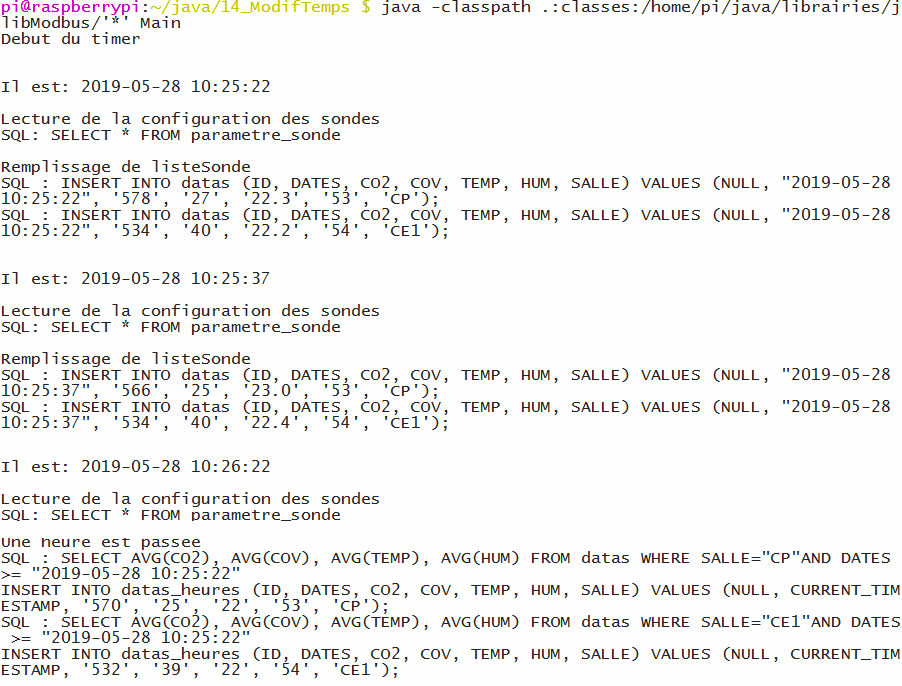 pi@raspberrypi:~/java/14_ModifTemps $ java -classpath .:classes:/home/pi/java/librairies/j
libModbus/'*' Main
Debut du timer
Il est: 2019-05-28 10:25:22
Lecture de la configuration des sondes
SQL: SELECT * FROM parametre_sonde
Remplissage de listeSonde
SQL : INSERT INTO datas (ID, DATES, CO2, COV, TEMP, HUM, SALLE) VALUES (NULL, "2019-05-28
10:25:22", '578', '27', '22.3', '53', 'CP');
SQL : INSERT INTO datas (ID, DATES, CO2, COV, TEMP, HUM, SALLE) VALUES (NULL, "2019-05-28
10:25:22", '534', '40', '22.2', '54', 'CE1');
Il est: 2019-05-28 10:25:37
Lecture de la configuration des sondes
SQL: SELECT * FROM parametre_sonde
Remplissage de listeSonde
SQL : INSERT INTO datas (ID, DATES, CO2, COV, TEMP, HUM, SALLE) VALUES (NULL, "2019-05-28
10:25:37", '566', '25', '23.0', '53', 'CP');
SQL : INSERT INTO datas (ID, DATES, CO2, COV, TEMP, HUM, SALLE) VALUES (NULL, "2019-05-28
10:25:37", '534', '40', '22.4', '54', 'CE1');
Il est: 2019-05-28 10:26:22
Lecture de la configuration des sondes
SQL: SELECT * FROM parametre_sonde
Une heure est passee
SQL : SELECT AVG(CO2), AVG(COV), AVG(TEMP), AVG(HUM) FROM datas WHERE SALLE="CP"AND DATES
>= "2019-05-28 10:25:22"
INSERT INTO datas_heures (ID, DATES, CO2, COV, TEMP, HUM, SALLE) VALUES (NULL, CURRENT_TIM
ESTAMP, '570', '25', '22', '53', 'CP');
SQL : SELECT AVG(CO2), AVG(COV), AVG(TEMP), AVG(HUM) FROM datas WHERE SALLE="CE1"AND DATES
>= "2019-05-28 10:25:22"
INSERT INTO datas_heures (ID, DATES, CO2, COV, TEMP, HUM, SALLE) VALUES (NULL, CURRENT_TIM
ESTAMP, '532', '39', '22', '54', 'CE1');